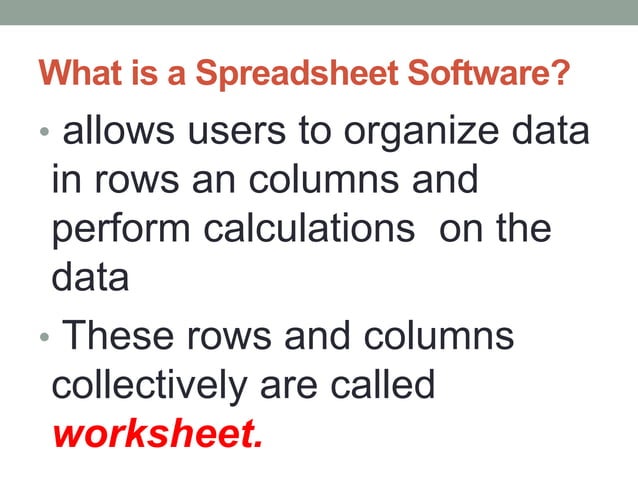 What is a Spreadsheet Software?
• allows users to organize data
in rows an columns and
perform calculations  on the
data
• These rows and columns
collectively are called
worksheet.